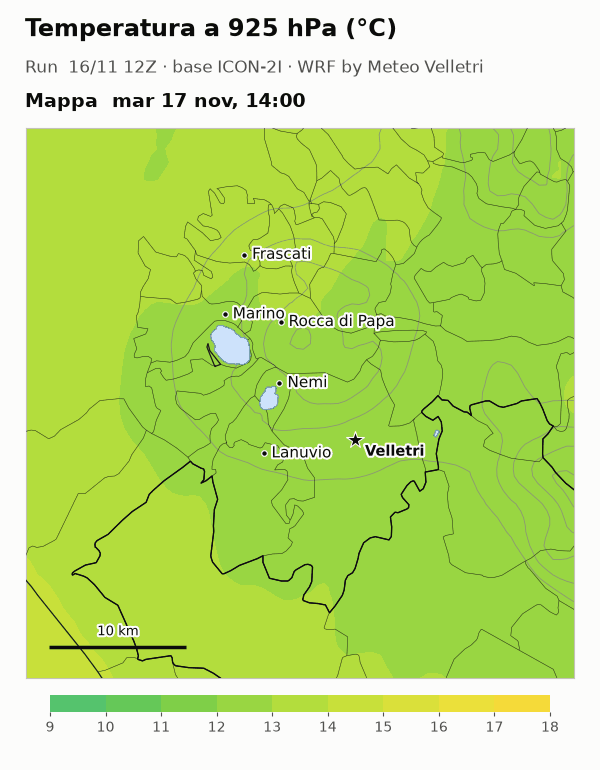 Temperatura a 925 hPa (°C)
Run  16/11 12Z · base ICON-2I · WRF by Meteo Velletri
Mappa  mar 17 nov, 14:00
Frascati
Marino
Rocca di Papa
Nemi
Velletri
Lanuvio
10 km
9 10 11 12 13 14 15 16 17 18